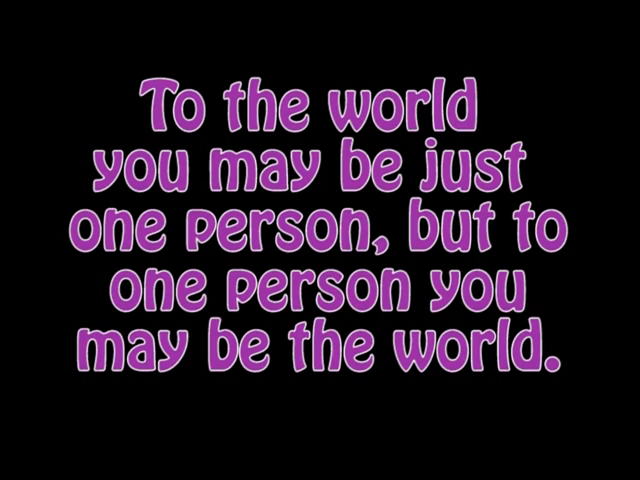 To the world
you may be just
one person, but to
one person you
may be the world.